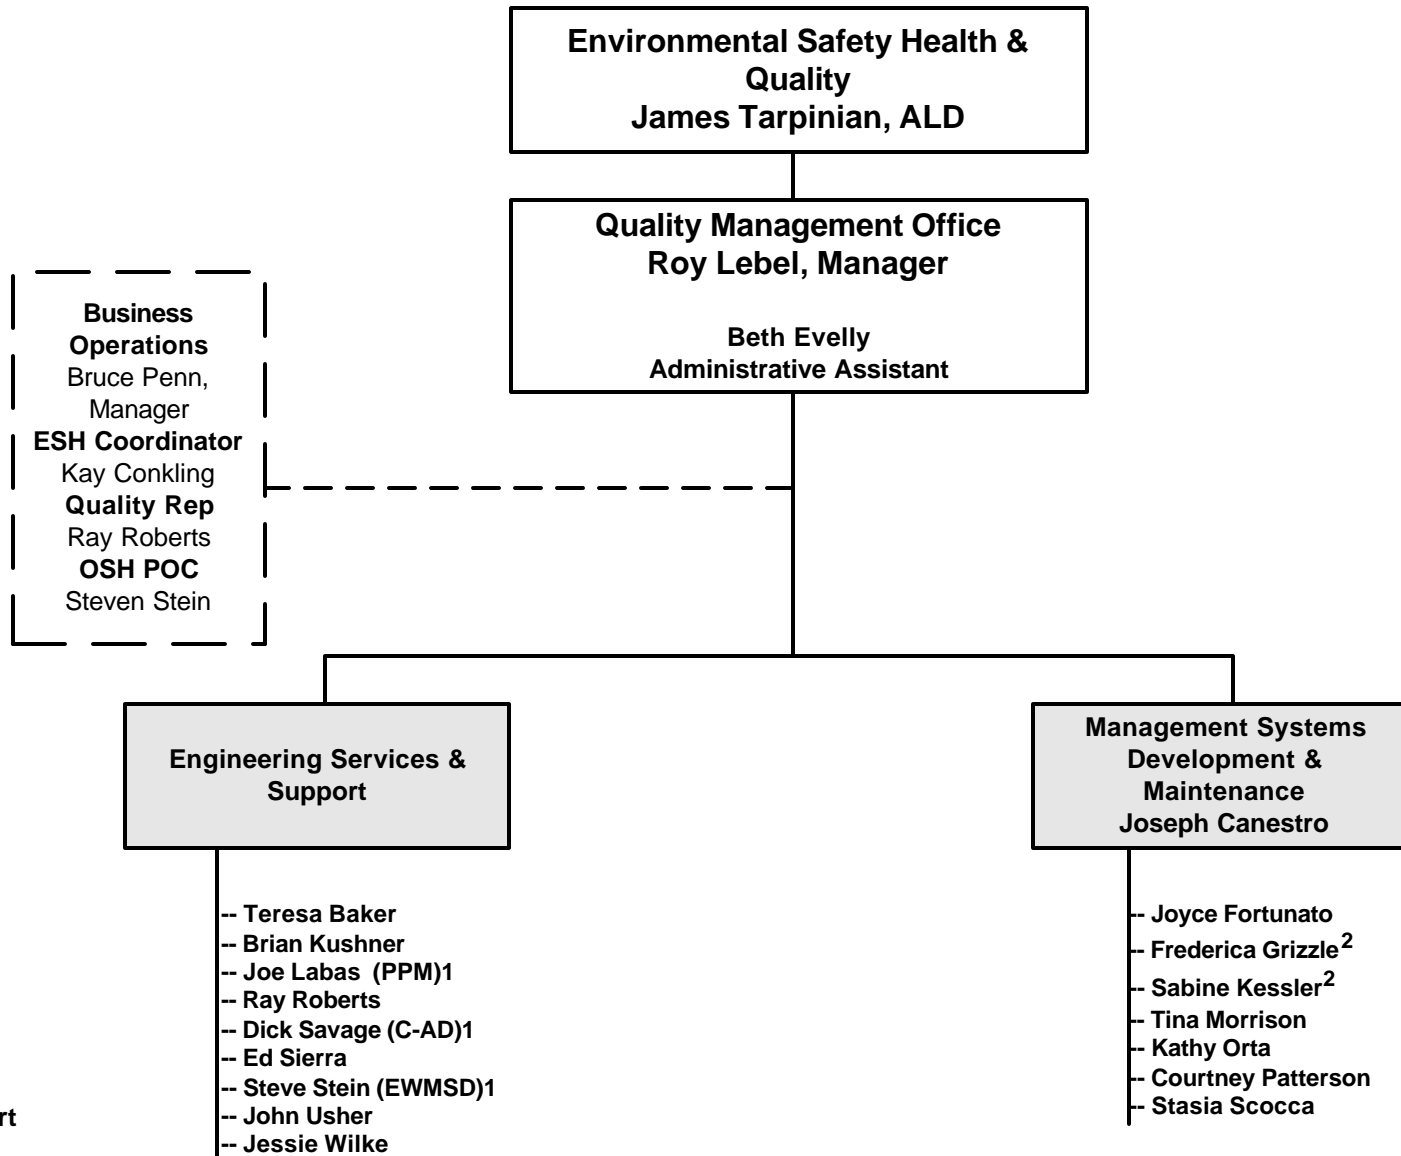 Environmental Safety Health &
Quality
James Tarpinian, ALD
Quality Management Office
Roy Lebel, Manager
Beth Evelly
Administrative Assistant
Business
Operations
Bruce Penn,
Manager
ESH Coordinator
Kay Conkling
Quality Rep
Ray Roberts
OSH POC
Steven Stein
Engineering Services &
Support
-- Teresa Baker
-- Brian Kushner
-- Joe Labas (PPM)1
-- Ray Roberts
-- Dick Savage (C-AD)1
-- Ed Sierra
-- Steve Stein (EWMSD)1
-- John Usher
-- Jessie Wilke
Management Systems
Development &
Maintenance
Joseph Canestro
-- Joyce Fortunato
-- Frederica Grizzle2
-- Sabine Kessler2
-- Tina Morrison
-- Kathy Orta
-- Courtney Patterson
-- Stasia Scocca
rt